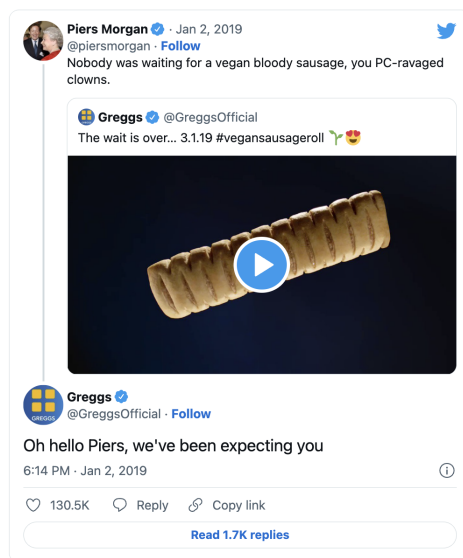 Piers Morgan · Jan 2, 2019
@piersmorgan · Follow
Nobody was waiting for a vegan bloody sausage, you PC-ravaged
clowns.
Greggs @GreggsOfficial
The wait is over... 3.1.19 #vegansausageroll 🌱😍
GREGGS
Greggs
@GreggsOfficial · Follow
Oh hello Piers, we've been expecting you
6:14 PM · Jan 2, 2019
130.5K Reply Copy link
Read 1.7K replies